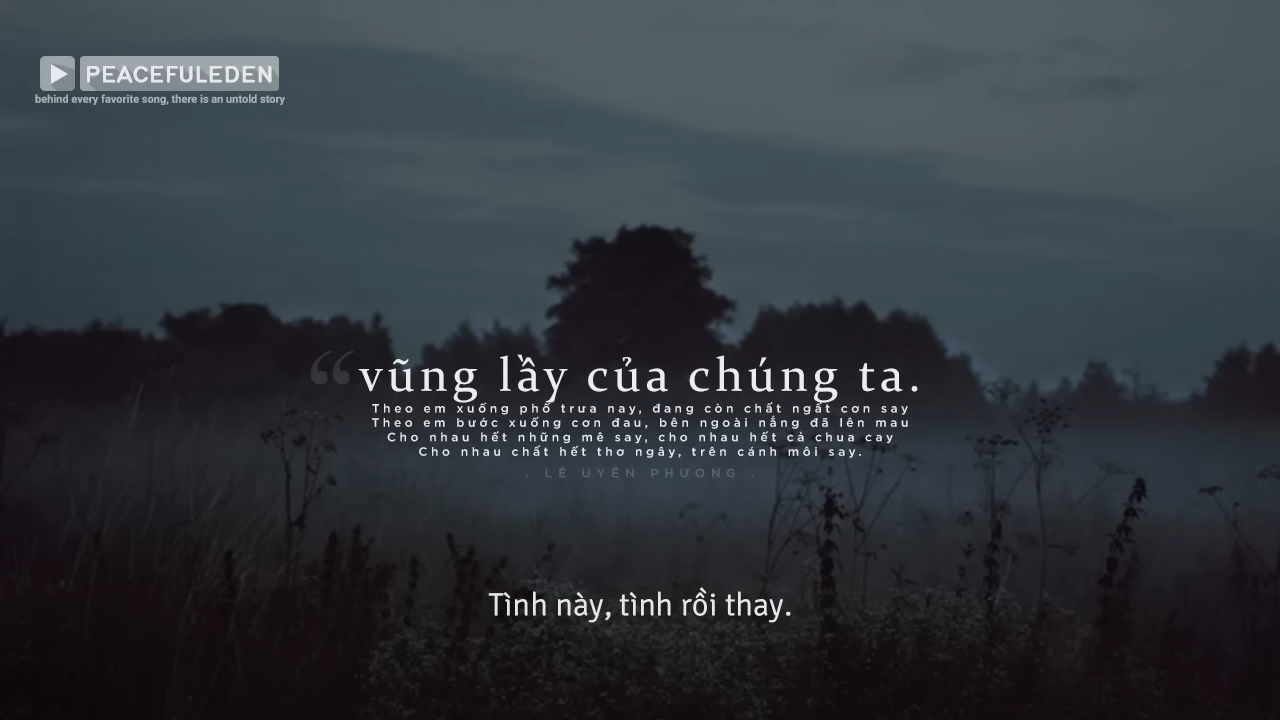 PEACEFULEDEN
behind every favorite song, there is an untold story
“vũng lầy của chúng ta.
Theo em xuống phố trưa nay, đang còn chất ngất cơn say
Theo em bước xuống cơn đau, bên ngoài nắng đã lên mau
Cho nhau hết những mê say, cho nhau hết cả chua cay
Cho nhau chất hết thơ ngây, trên cánh môi say.
. LÊ UYÊN PHƯƠNG .
Tình này, tình rồi thay.